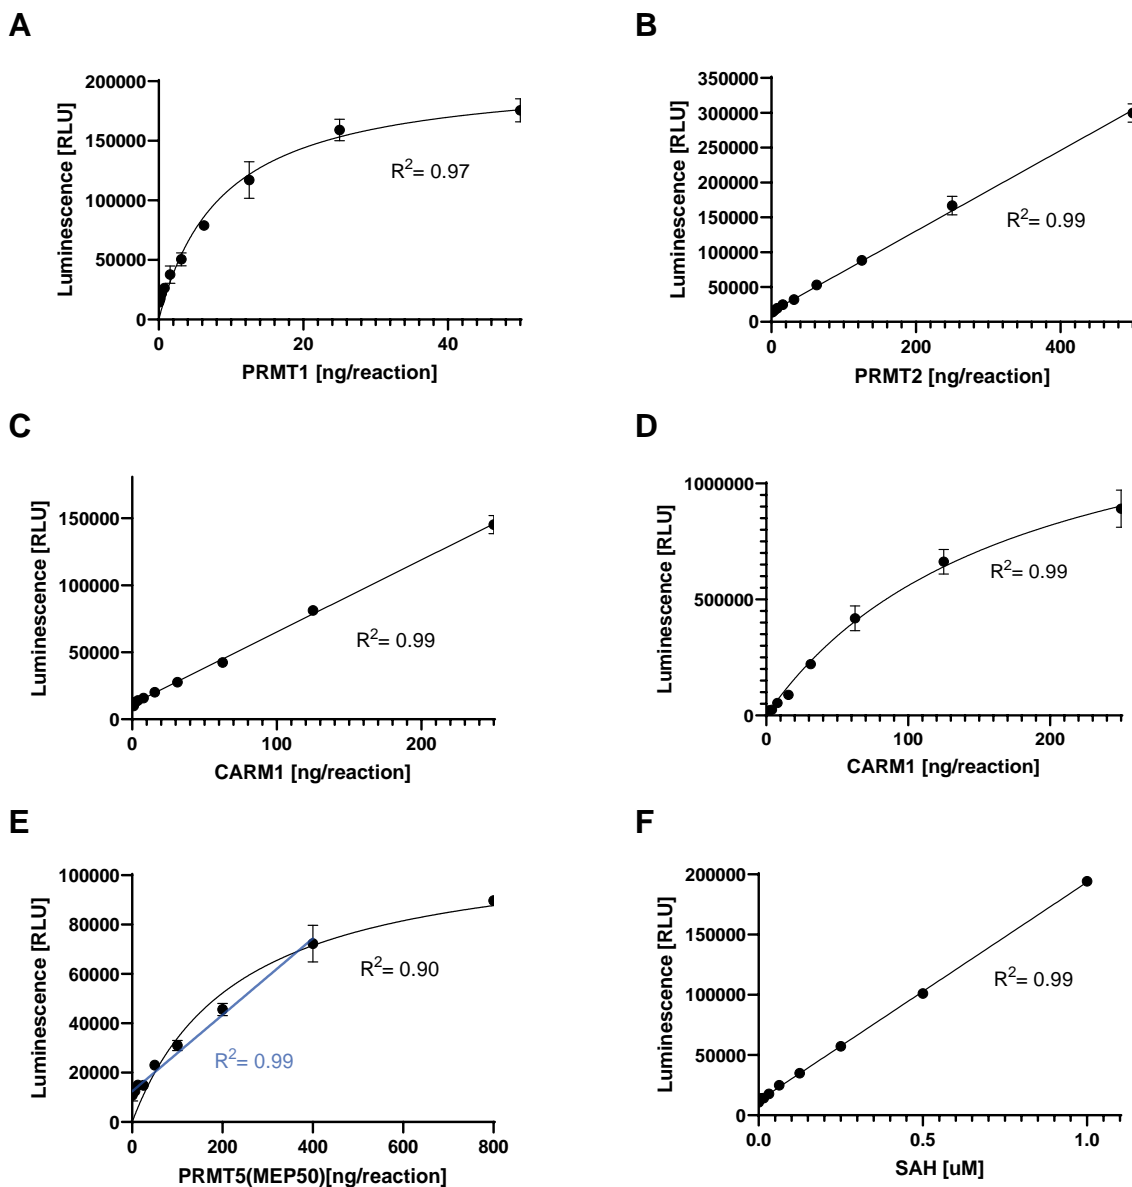 A
200000
150000
100000
50000
0
Luminescence [RLU]
R²= 0.97
0 20 40
PRMT1 [ng/reaction]
B
350000
300000
250000
200000
150000
100000
50000
0
Luminescence [RLU]
R²= 0.99
0 200 400
PRMT2 [ng/reaction]
C
150000
100000
50000
0
Luminescence [RLU]
R²= 0.99
0 100 200
CARM1 [ng/reaction]
D
1000000
500000
0
Luminescence [RLU]
R²= 0.99
0 100 200
CARM1 [ng/reaction]
E
100000
80000
60000
40000
20000
0
Luminescence [RLU]
R²= 0.90
R²= 0.99
0 200 400 600 800
PRMT5(MEP50)[ng/reaction]
F
200000
150000
100000
50000
0
Luminescence [RLU]
R²= 0.99
0.0 0.5 1.0
SAH [uM]